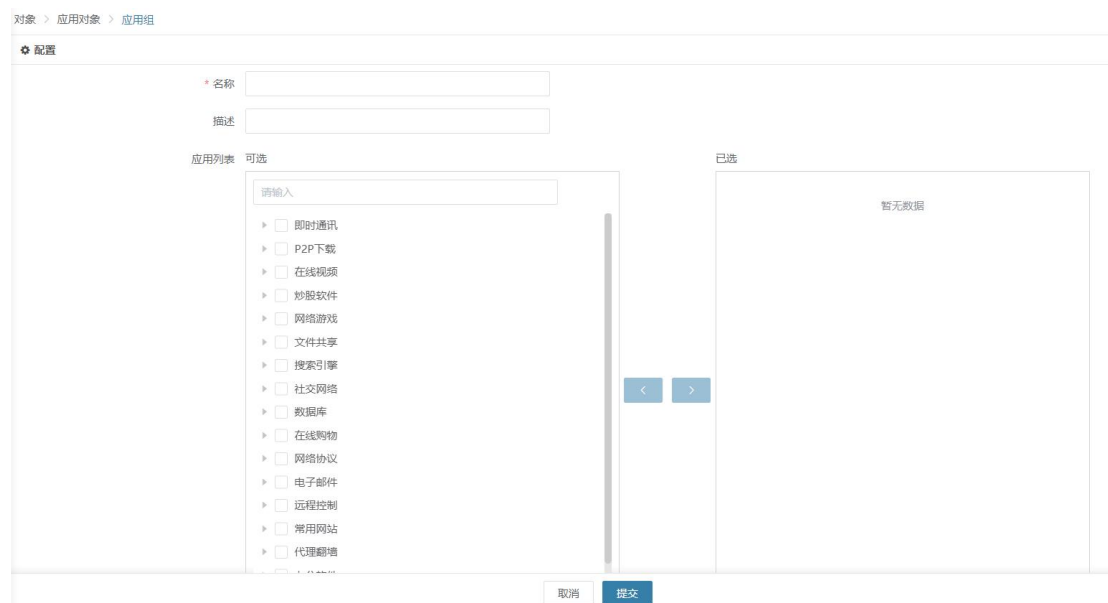 对象 > 应用对象 > 应用组
配置
* 名称
描述
应用列表 可选 已选
请输入
暂无数据
即时通讯
P2P下载
在线视频
炒股软件
网络游戏
文件共享
搜索引擎
社交网络
数据库
在线购物
网络协议
电子邮件
远程控制
常用网站
代理翻墙
取消 提交